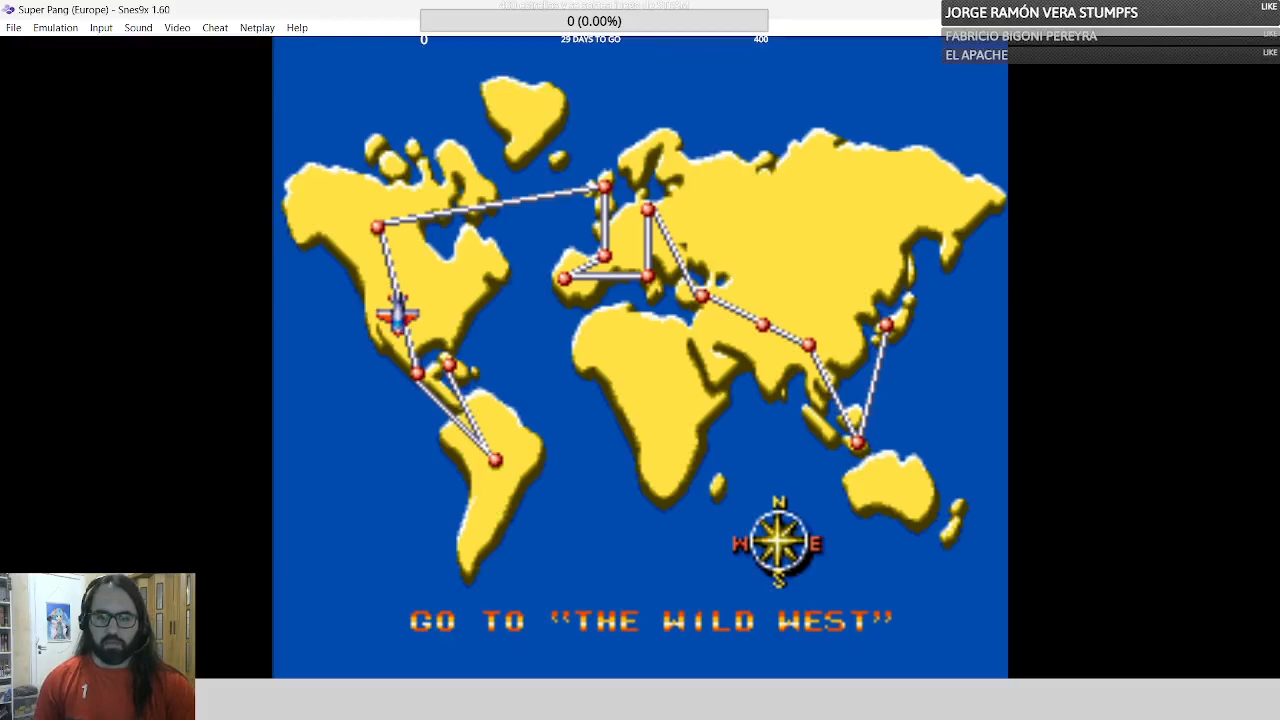 Super Pang (Europe) - Snes9x 1.60
File Emulation Input Sound Video Cheat Netplay Help
0 (0.00%)
0 29 DAYS TO GO 400
JORGE RAMÓN VERA STUMPFS LIKE
FABRICIO BIGONI PEREYRA LIKE
EL APACHE LIKE
N
W E
S
GO TO "THE WILD WEST"
1